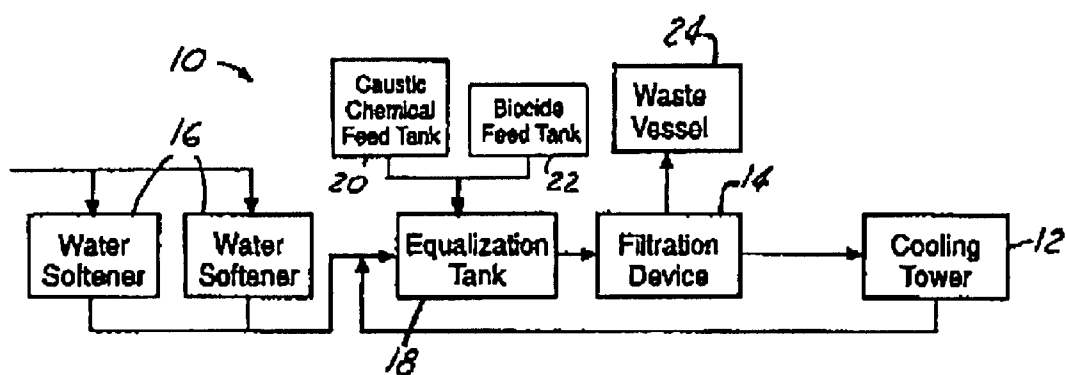 10
24
Caustic
Chemical
Feed Tank
Biocide
Feed Tank
Waste
Vessel
16
20
22
14
Water
Softener
Water
Softener
Equalization
Tank
Filtration
Device
Cooling
Tower
12
18